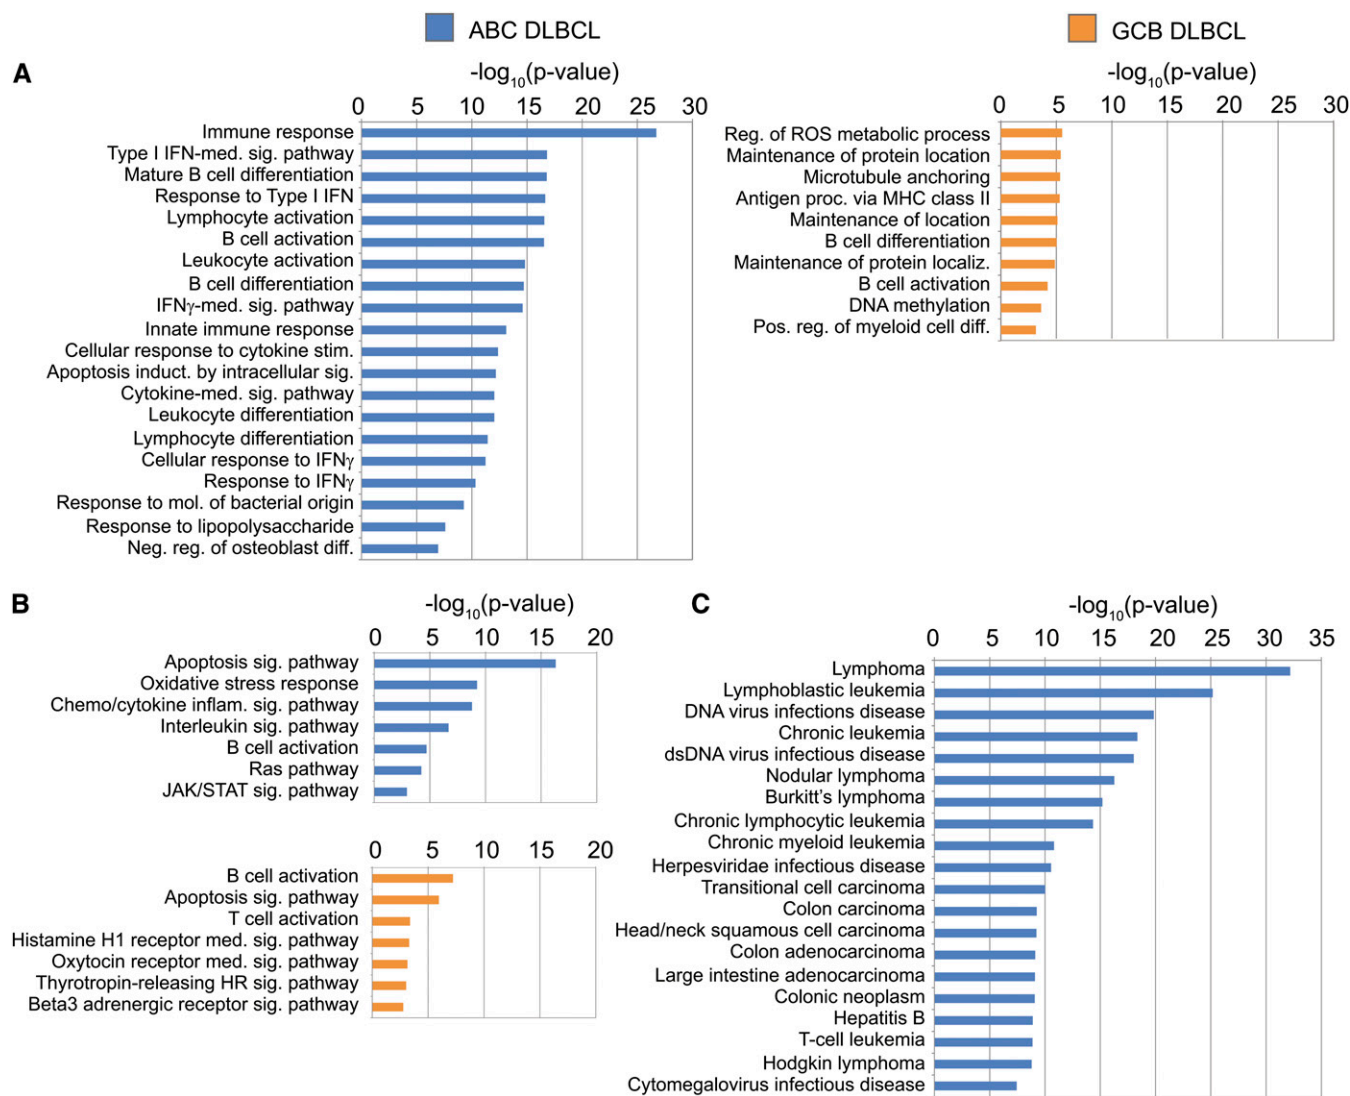 ABC DLBCL
GCB DLBCL
A
-log10(p-value)
0 5 10 15 20 25 30
Immune response
Type I IFN-med. sig. pathway
Mature B cell differentiation
Response to Type I IFN
Lymphocyte activation
B cell activation
Leukocyte activation
B cell differentiation
IFNγ-med. sig. pathway
Innate immune response
Cellular response to cytokine stim.
Apoptosis induct. by intracellular sig.
Cytokine-med. sig. pathway
Leukocyte differentiation
Lymphocyte differentiation
Cellular response to IFNγ
Response to IFNγ
Response to mol. of bacterial origin
Response to lipopolysaccharide
Neg. reg. of osteoblast diff.
-log10(p-value)
0 5 10 15 20 25 30
Reg. of ROS metabolic process
Maintenance of protein location
Microtubule anchoring
Antigen proc. via MHC class II
Maintenance of location
B cell differentiation
Maintenance of protein localiz.
B cell activation
DNA methylation
Pos. reg. of myeloid cell diff.
B
-log10(p-value)
0 5 10 15 20
Apoptosis sig. pathway
Oxidative stress response
Chemo/cytokine inflam. sig. pathway
Interleukin sig. pathway
B cell activation
Ras pathway
JAK/STAT sig. pathway
0 5 10 15 20
B cell activation
Apoptosis sig. pathway
T cell activation
Histamine H1 receptor med. sig. pathway
Oxytocin receptor med. sig. pathway
Thyrotropin-releasing HR sig. pathway
Beta3 adrenergic receptor sig. pathway
C
-log10(p-value)
0 5 10 15 20 25 30 35
Lymphoma
Lymphoblastic leukemia
DNA virus infections disease
Chronic leukemia
dsDNA virus infectious disease
Nodular lymphoma
Burkitt's lymphoma
Chronic lymphocytic leukemia
Chronic myeloid leukemia
Herpesviridae infectious disease
Transitional cell carcinoma
Colon carcinoma
Head/neck squamous cell carcinoma
Colon adenocarcinoma
Large intestine adenocarcinoma
Colonic neoplasm
Hepatitis B
T-cell leukemia
Hodgkin lymphoma
Cytomegalovirus infectious disease